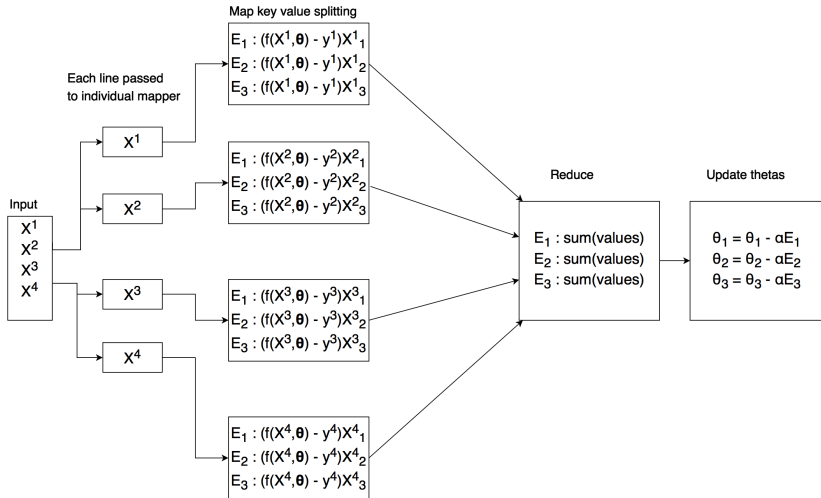 Map key value splitting
E₁ : (f(X¹,θ) - y¹)X¹₁
E₂ : (f(X¹,θ) - y¹)X¹₂
E₃ : (f(X¹,θ) - y¹)X¹₃
Each line passed
to individual mapper
X¹
X²
E₁ : (f(X²,θ) - y²)X²₁
E₂ : (f(X²,θ) - y²)X²₂
E₃ : (f(X²,θ) - y²)X²₃
Input
X¹
X²
X³
X⁴
X³
X⁴
E₁ : (f(X³,θ) - y³)X³₁
E₂ : (f(X³,θ) - y³)X³₂
E₃ : (f(X³,θ) - y³)X³₃
E₁ : (f(X⁴,θ) - y⁴)X⁴₁
E₂ : (f(X⁴,θ) - y⁴)X⁴₂
E₃ : (f(X⁴,θ) - y⁴)X⁴₃
Reduce
E₁ : sum(values)
E₂ : sum(values)
E₃ : sum(values)
Update thetas
θ₁ = θ₁ - αE₁
θ₂ = θ₂ - αE₂
θ₃ = θ₃ - αE₃